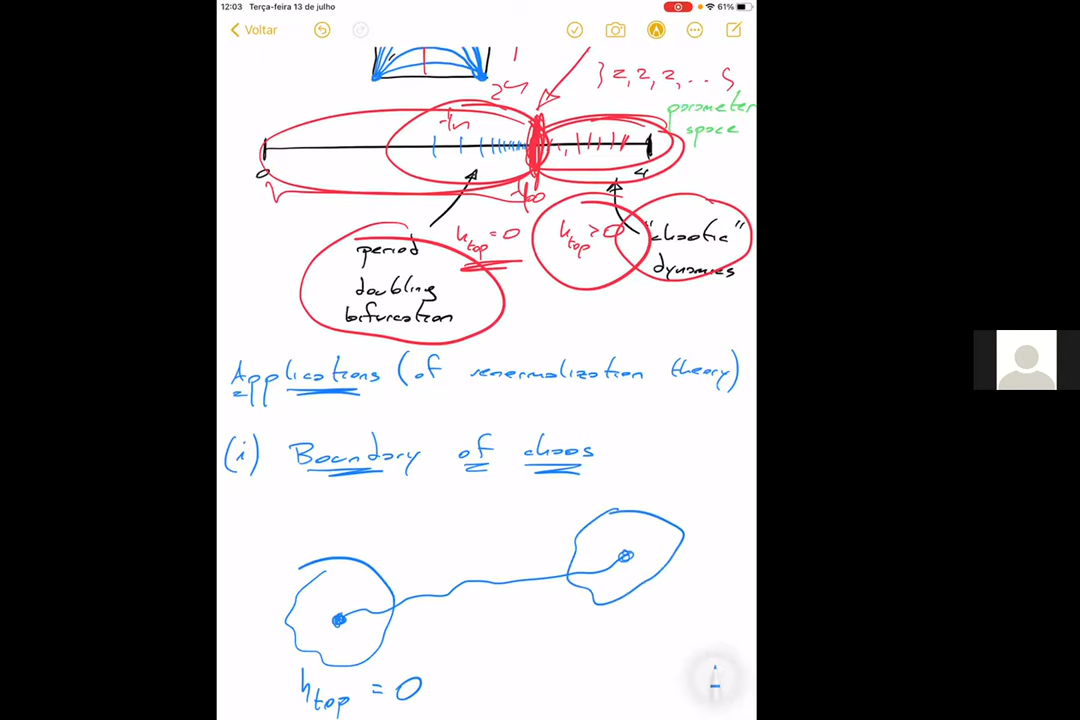 12:03 Terça-feira 13 de julho
61%
Voltar
} 2, 2, 2, ... }
parameter
space
0
4
period
doubling
bifurcation
h_top = 0
h_top > 0
"chaotic"
dynamics
Applications (of renormalization theory)
(i) Boundary of chaos
h_top = 0